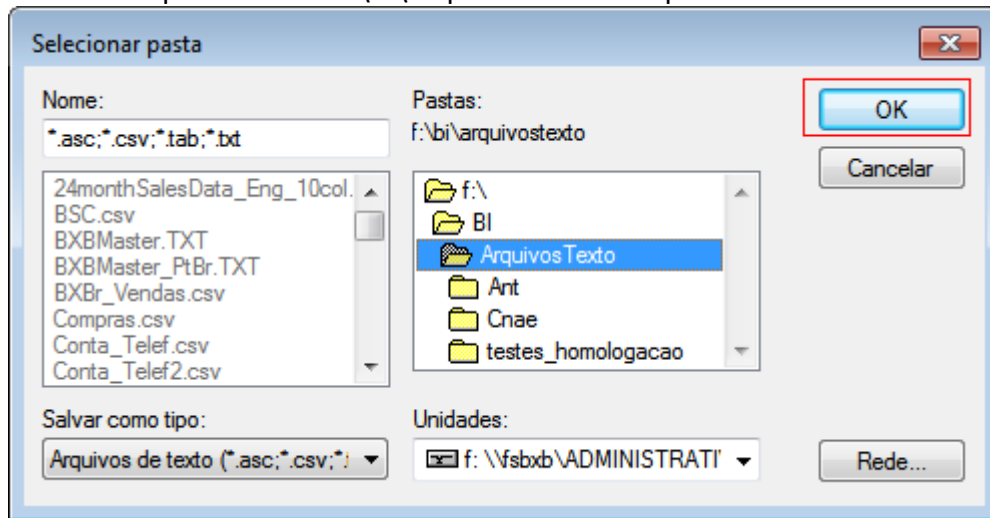 Selecionar pasta
Nome:
*.asc;*.csv;*.tab;*.txt
24monthSalesData_Eng_10col.
BSC.csv
BXBMaster.TXT
BXBMaster_PtBr.TXT
BXBr_Vendas.csv
Compras.csv
Conta_Telef.csv
Conta_Telef2.csv
Salvar como tipo:
Arquivos de texto (*.asc;*.csv;*.
Pastas:
f:\bi\arquivostexto
f:\
BI
ArquivosTexto
Ant
Cnae
testes_homologacao
Unidades:
f: \\fsbxb\ADMINISTRATI
OK
Cancelar
Rede...